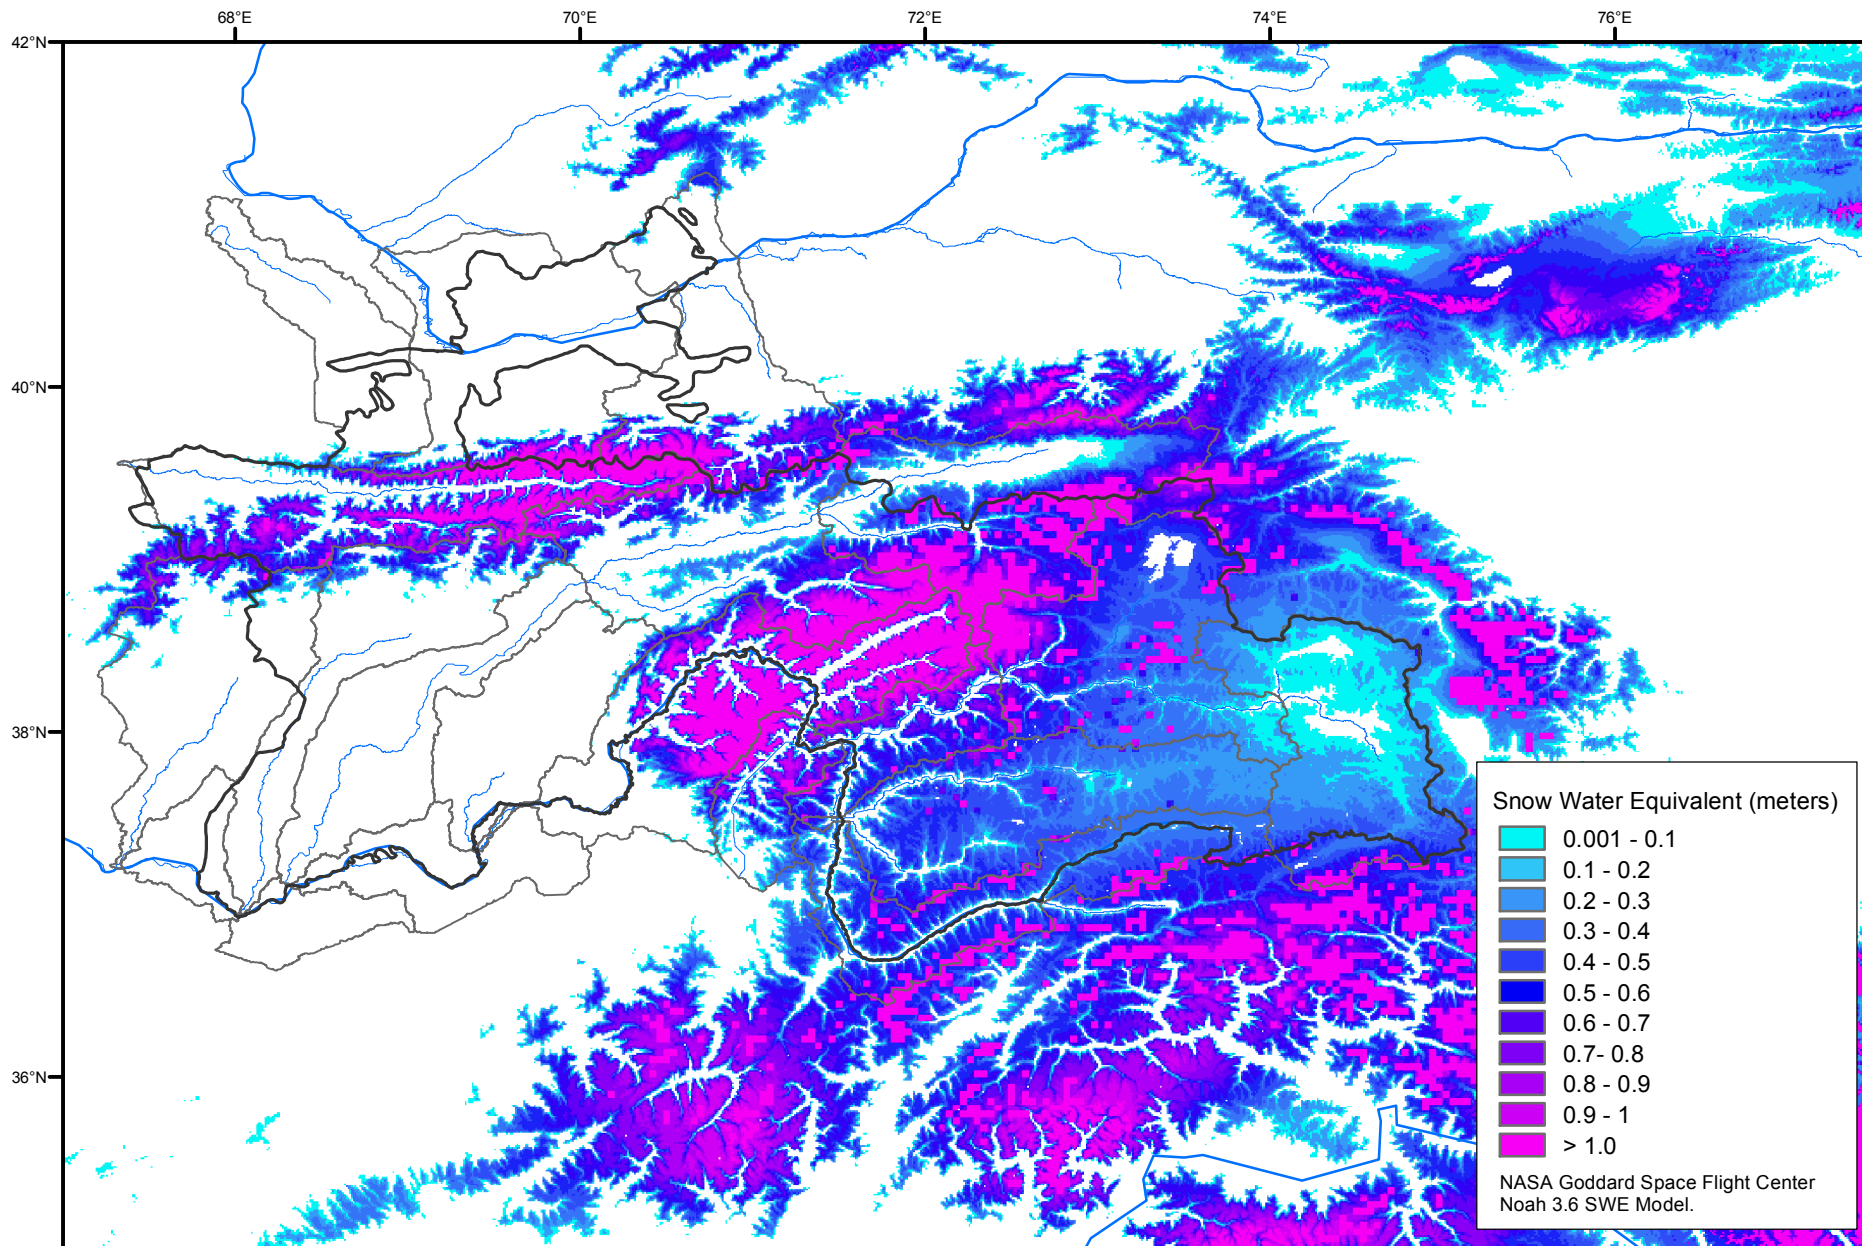 68°E 70°E 72°E 74°E 76°E
42°N
40°N
38°N
36°N
Snow Water Equivalent (meters)
0.001 - 0.1
0.1 - 0.2
0.2 - 0.3
0.3 - 0.4
0.4 - 0.5
0.5 - 0.6
0.6 - 0.7
0.7- 0.8
0.8 - 0.9
0.9 - 1
> 1.0
NASA Goddard Space Flight Center
Noah 3.6 SWE Model.